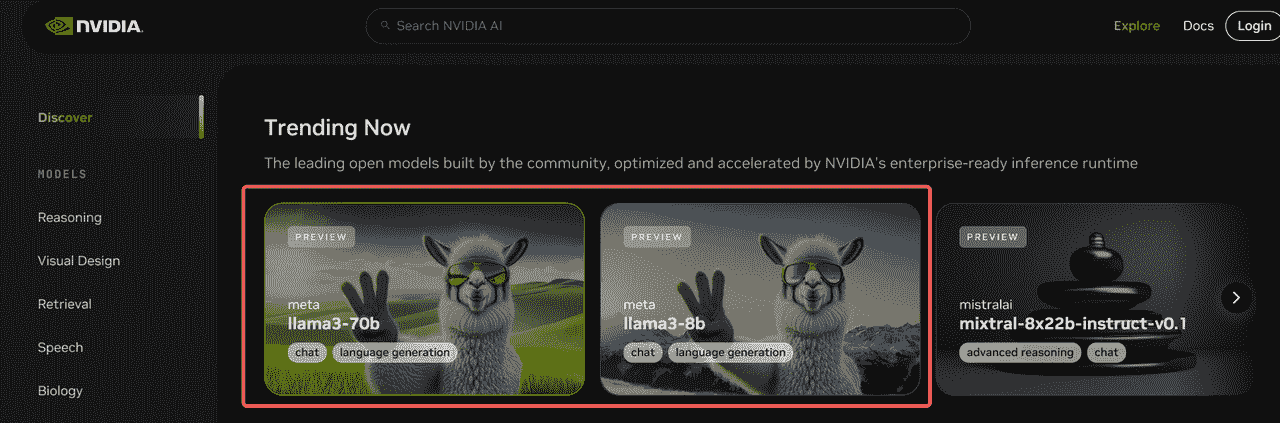 NVIDIA
Search NVIDIA AI
Explore
Docs
Login
Discover
MODELS
Reasoning
Visual Design
Retrieval
Speech
Biology
Trending Now
The leading open models built by the community, optimized and accelerated by NVIDIA's enterprise-ready inference runtime
PREVIEW
meta
llama3-70b
chat language generation
PREVIEW
meta
llama3-8b
chat language generation
PREVIEW
mistralai
mixtral-8x22b-instruct-v0.1
advanced reasoning chat